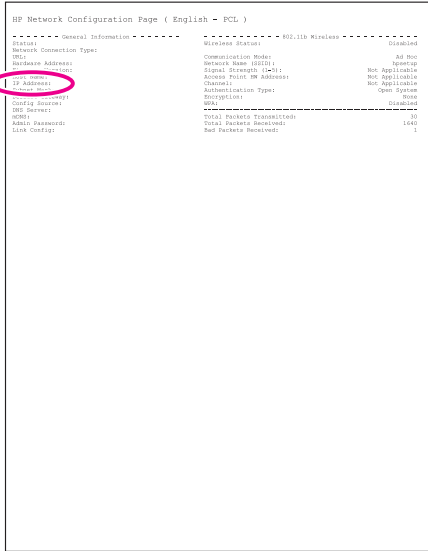 HP Network Configuration Page ( English - PCL )
General Information
Status:
Network Connection Type:
URL:
Hardware Address:
Host Name:
IP Address:
Config Source:
DNS Server:
mDNS:
Admin Password:
Link Config:
802.11b Wireless
Wireless Status: Disabled
Communication Mode: Ad Hoc
Network Name (SSID): hpsetup
Signal Strength (1-5): Not Applicable
Access Point HW Address: Not Applicable
Channel: Not Applicable
Authentication Type: Open System
Encryption: None
WPA: Disabled
Total Packets Transmitted: 30
Total Packets Received: 1640
Bad Packets Received: 1